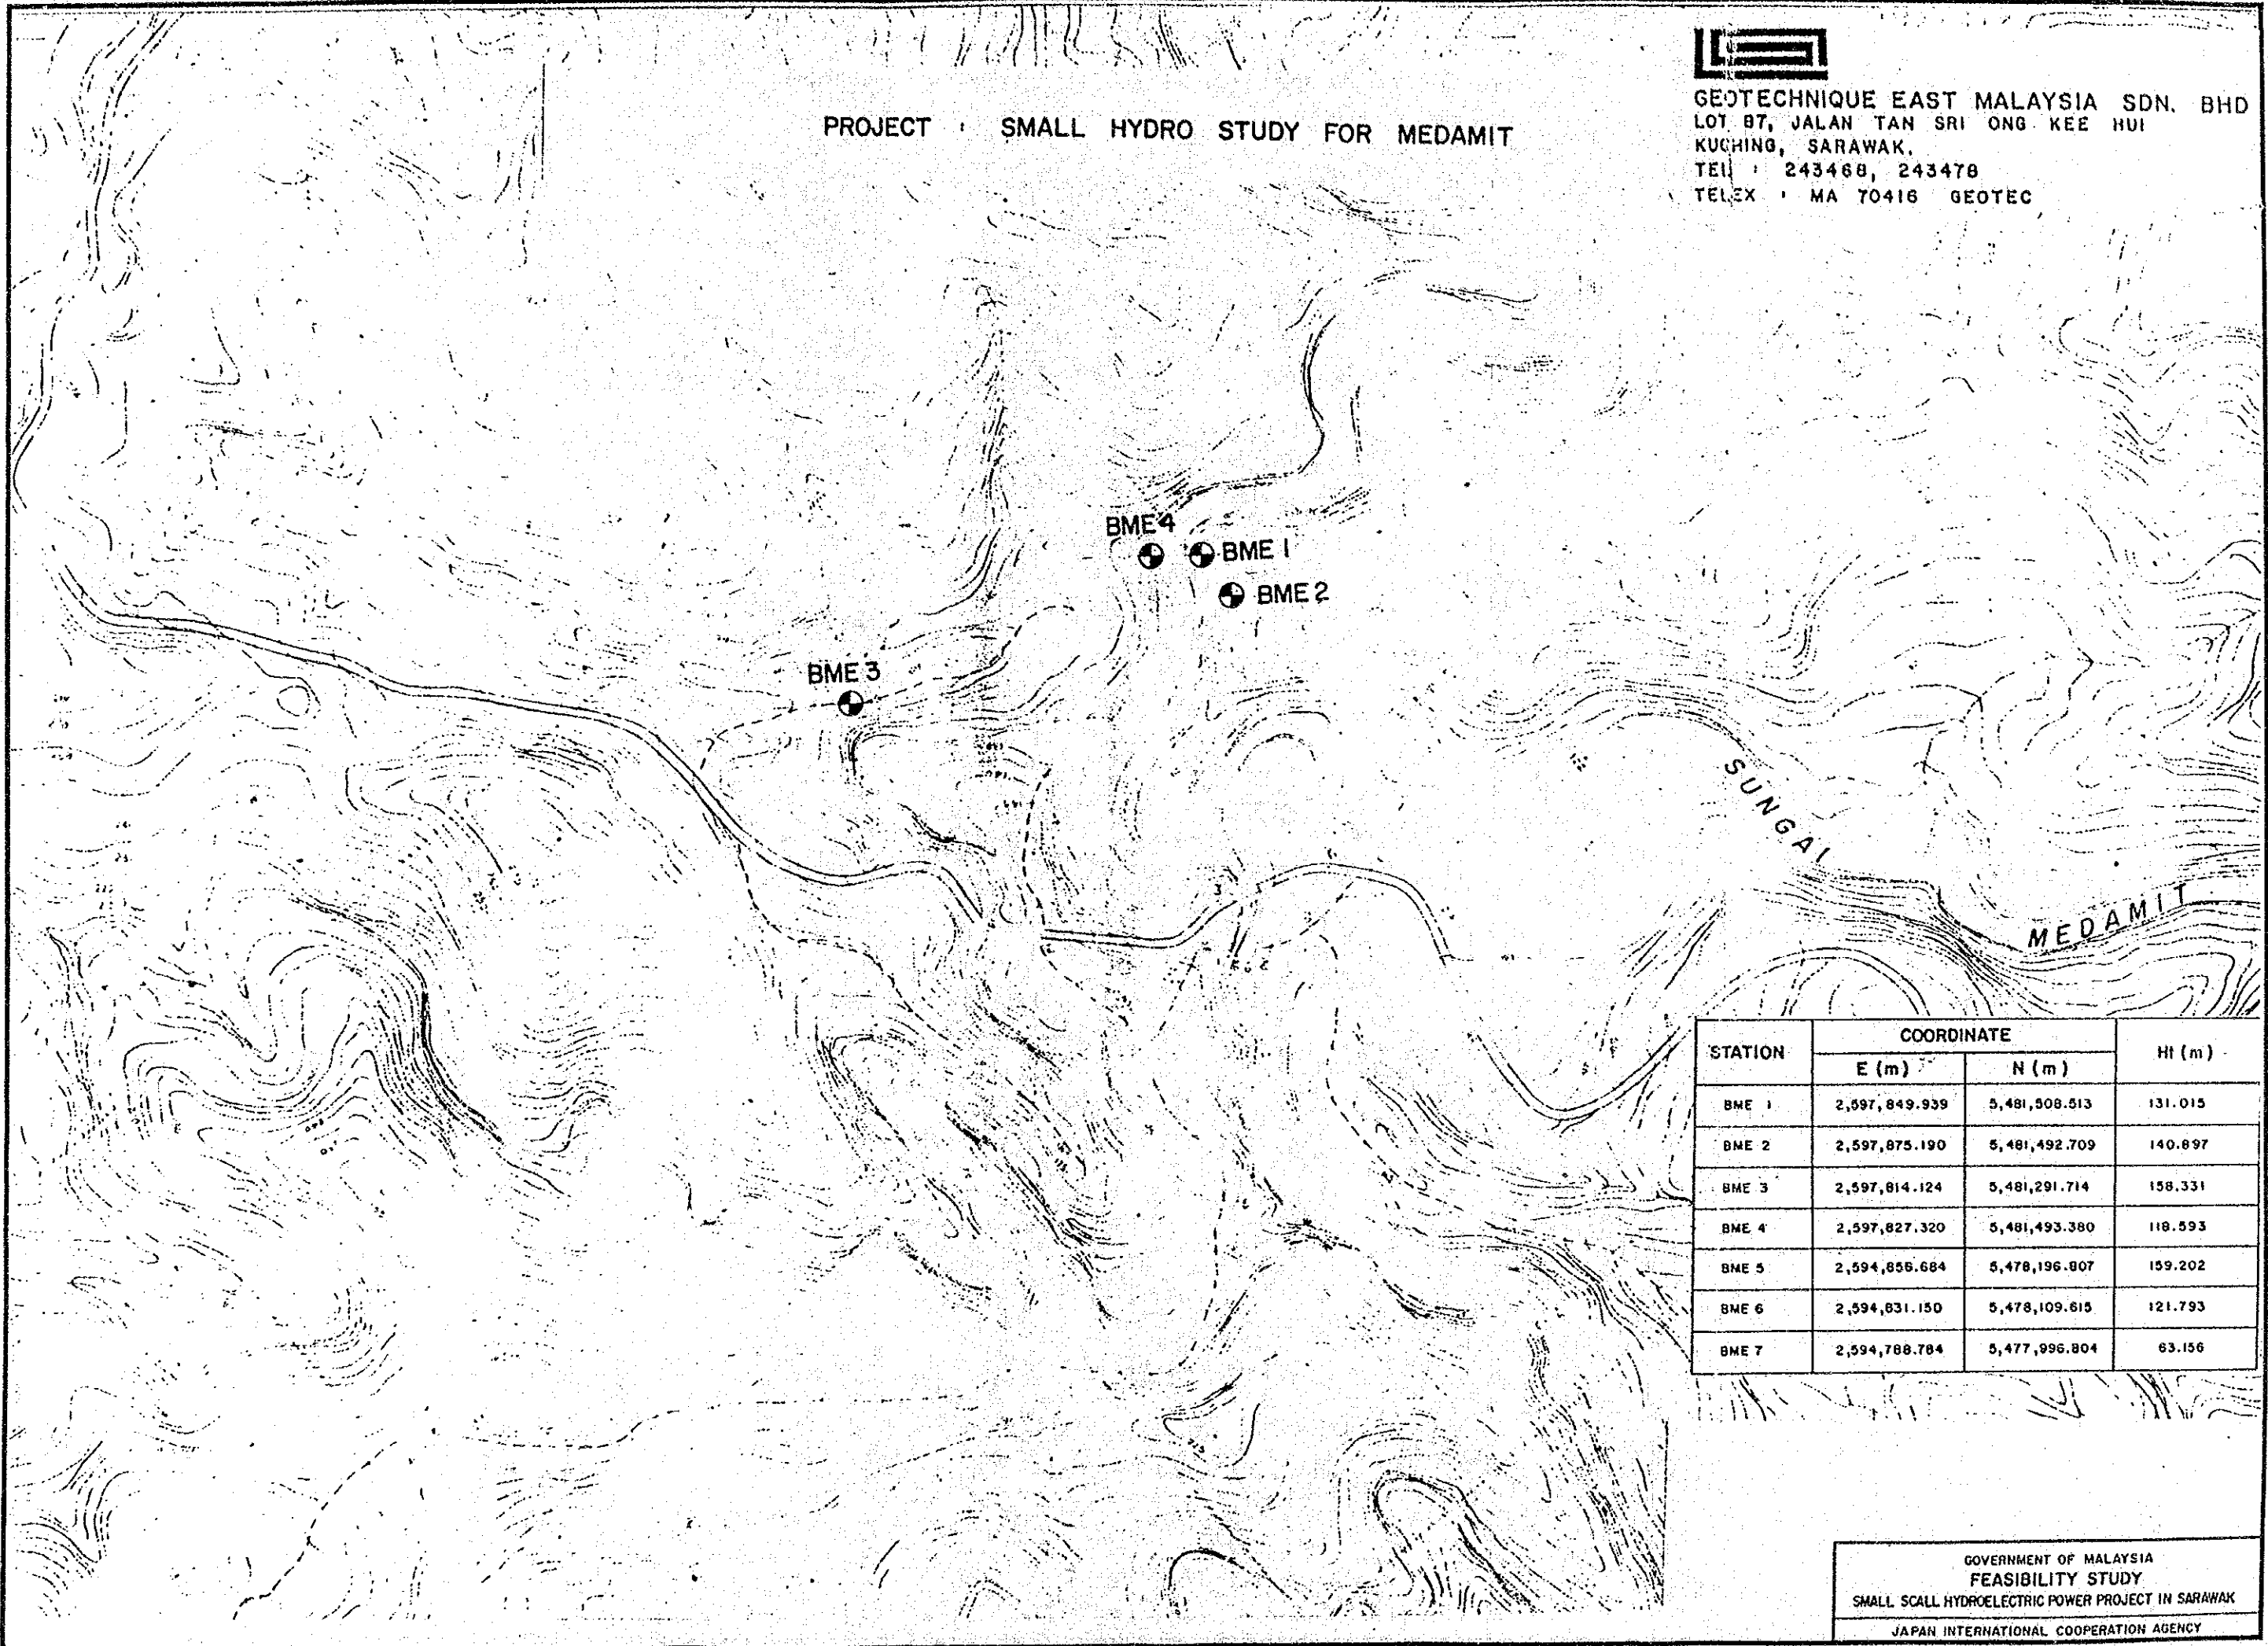 PROJECT : SMALL HYDRO STUDY FOR MEDAMIT
GEOTECHNIQUE EAST MALAYSIA SDN. BHD
LOT 87, JALAN TAN SRI ONG KEE HUI
KUCHING, SARAWAK.
TEL : 243468, 243478
TELEX : MA 70416 GEOTEC
BME 4
BME 1
BME 2
BME 3
SUNGAI
MEDAMIT
STATION COORDINATE Ht (m)
E (m) N (m)
BME 1 2,597,849.939 5,481,508.513 131.015
BME 2 2,597,875.190 5,481,492.709 140.897
BME 3 2,597,814.124 5,481,291.714 158.331
BME 4 2,597,827.320 5,481,493.380 118.593
BME 5 2,594,856.684 5,478,196.807 159.202
BME 6 2,594,831.150 5,478,109.615 121.793
BME 7 2,594,788.784 5,477,996.804 63.156
GOVERNMENT OF MALAYSIA
FEASIBILITY STUDY
SMALL SCALL HYDROELECTRIC POWER PROJECT IN SARAWAK
JAPAN INTERNATIONAL COOPERATION AGENCY